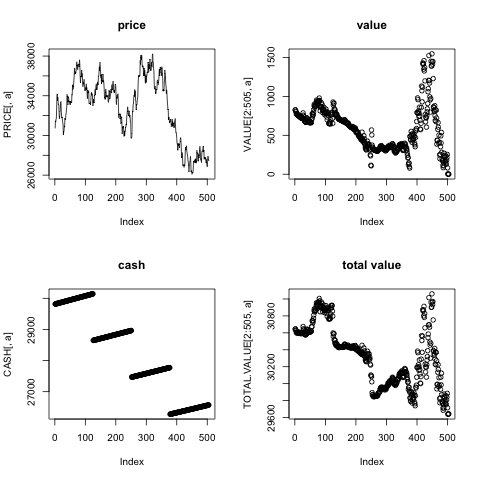 price
PRICE[, a]
26000 30000 34000 38000
0 100 200 300 400 500
Index
value
VALUE[2:505, a]
0 500 1000 1500
0 100 200 300 400 500
Index
cash
CASH[, a]
27000 29000
0 100 200 300 400 500
Index
total value
TOTAL.VALUE[2:505, a]
29600 30200 30800
0 100 200 300 400 500
Index